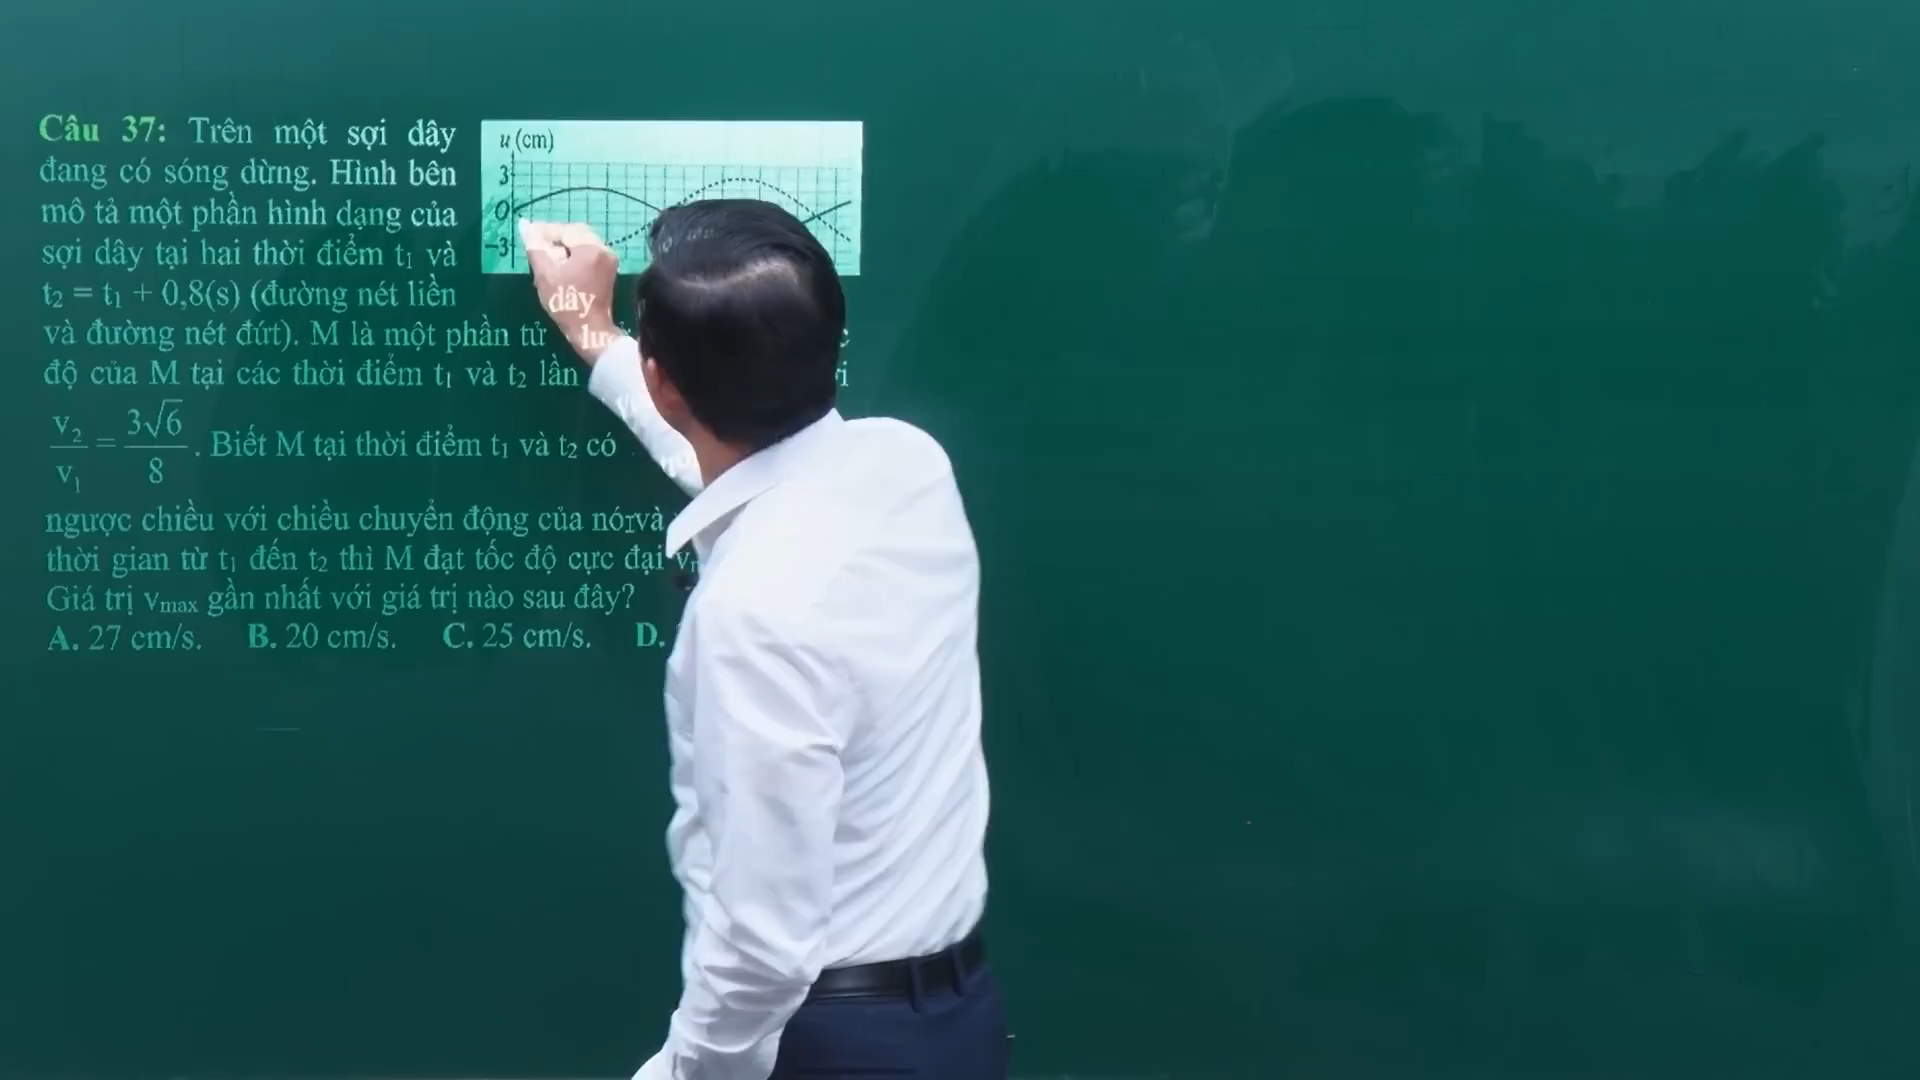 Câu 37: Trên một sợi dây
đang có sóng dừng. Hình bên
mô tả một phần hình dạng của
sợi dây tại hai thời điểm t₁ và
t₂ = t₁ + 0,8(s) (đường nét liền
và đường nét đứt). M là một phần tử dây
độ của M tại các thời điểm t₁ và t₂ lần
v₂/v₁ = 3√6/8 . Biết M tại thời điểm t₁ và t₂ có
ngược chiều với chiều chuyển động của nó và
thời gian từ t₁ đến t₂ thì M đạt tốc độ cực đại
Giá trị vmax gần nhất với giá trị nào sau đây?
A. 27 cm/s. B. 20 cm/s. C. 25 cm/s. D.
u (cm)
3
O
−3